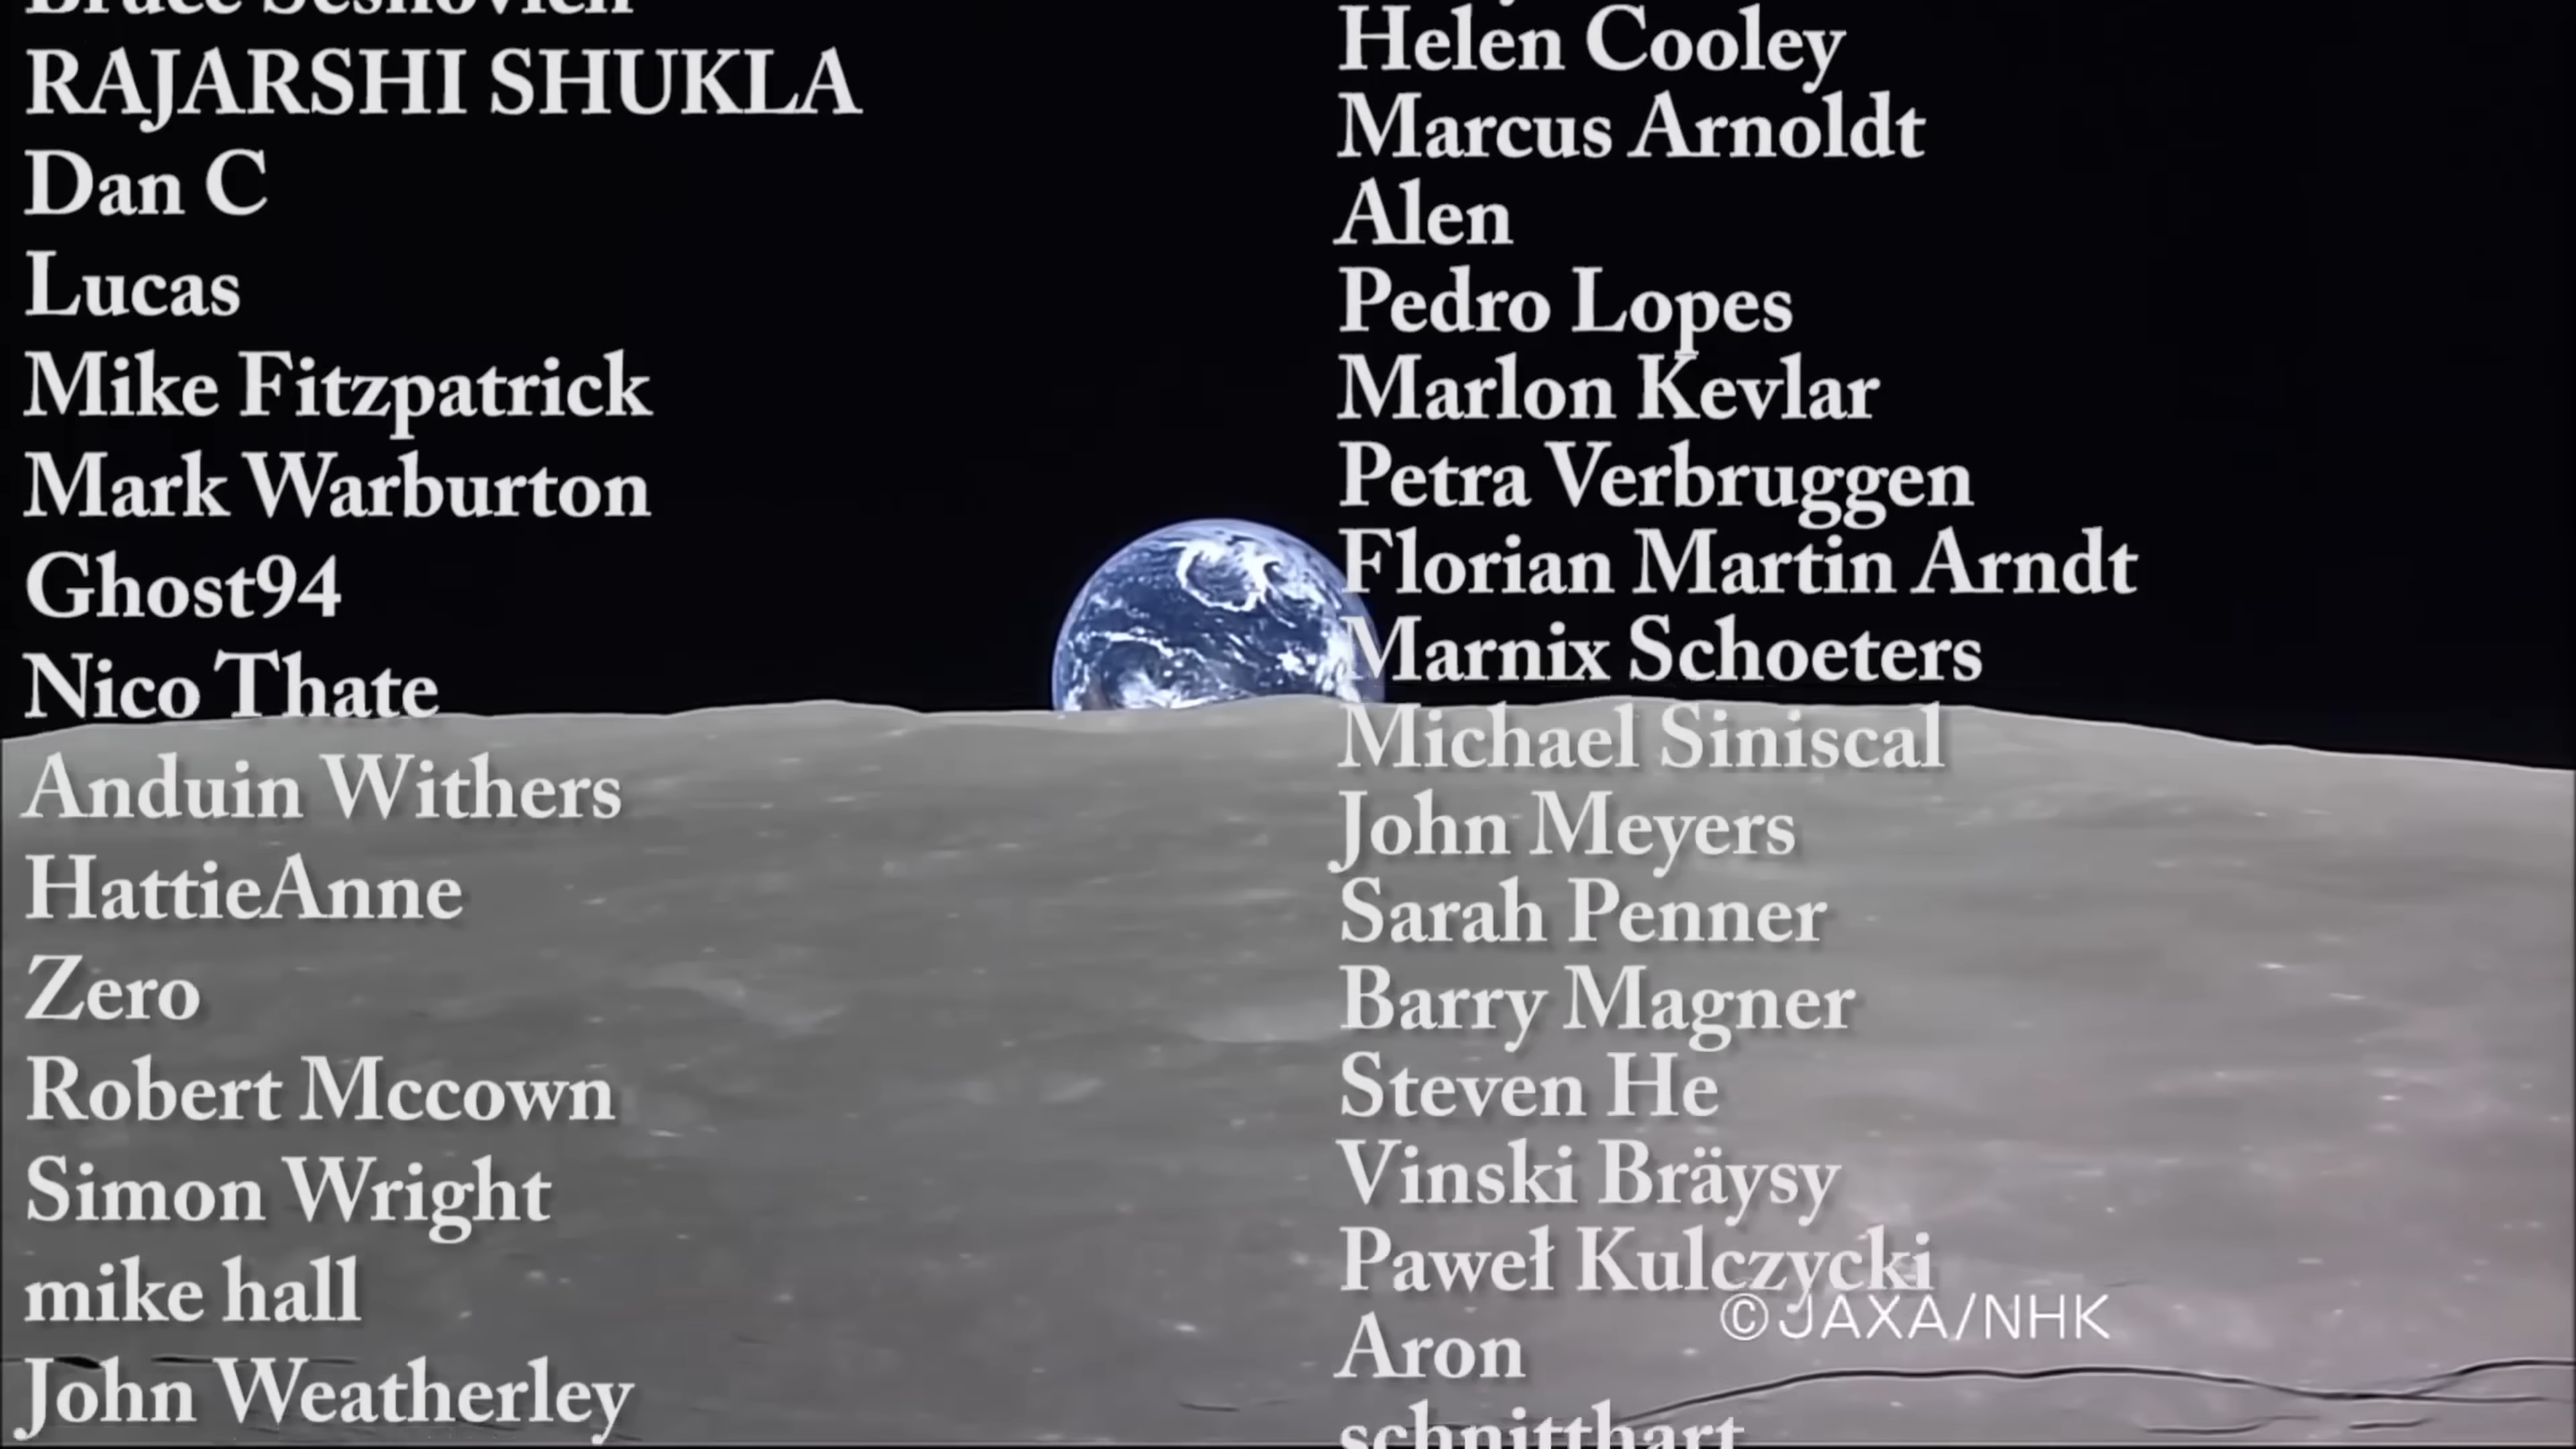 RAJARSHI SHUKLA
Dan C
Lucas
Mike Fitzpatrick
Mark Warburton
Ghost94
Nico Thate
Anduin Withers
HattieAnne
Zero
Robert Mccown
Simon Wright
mike hall
John Weatherley
Helen Cooley
Marcus Arnoldt
Alen
Pedro Lopes
Marlon Kevlar
Petra Verbruggen
Florian Martin Arndt
Marnix Schoeters
Michael Siniscal
John Meyers
Sarah Penner
Barry Magner
Steven He
Vinski Bräysy
Paweł Kulczycki
©JAXA/NHK
Aron
schnitthart